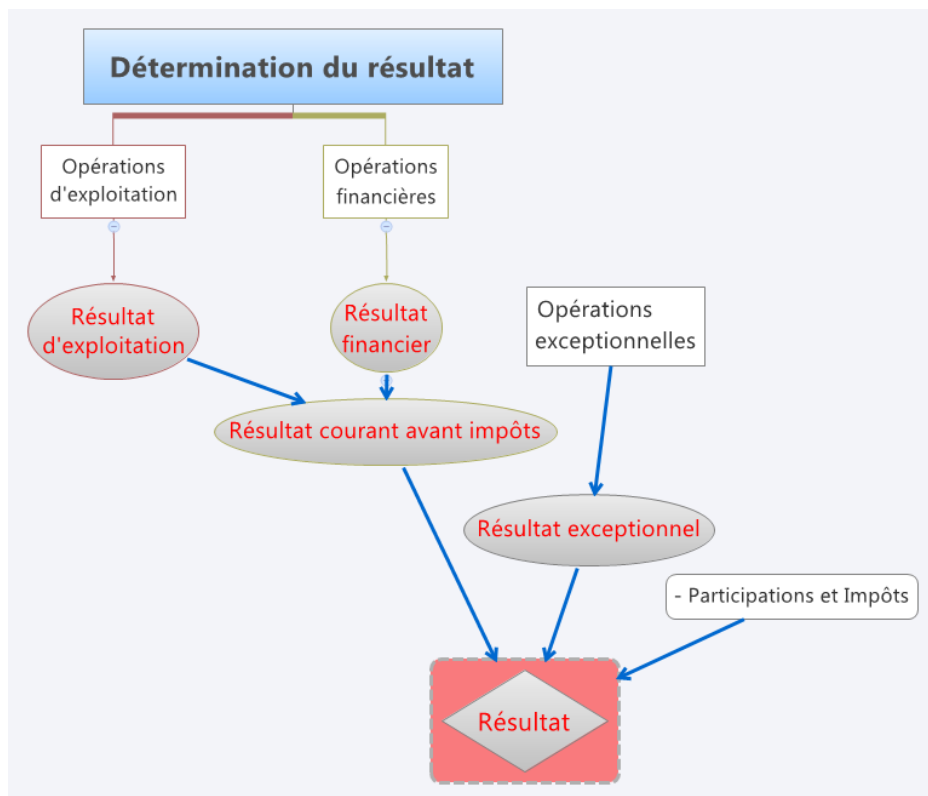 Détermination du résultat
Opérations
d'exploitation
Opérations
financières
Résultat
d'exploitation
Résultat
financier
Opérations
exceptionnelles
Résultat courant avant impôts
Résultat exceptionnel
- Participations et Impôts
Résultat